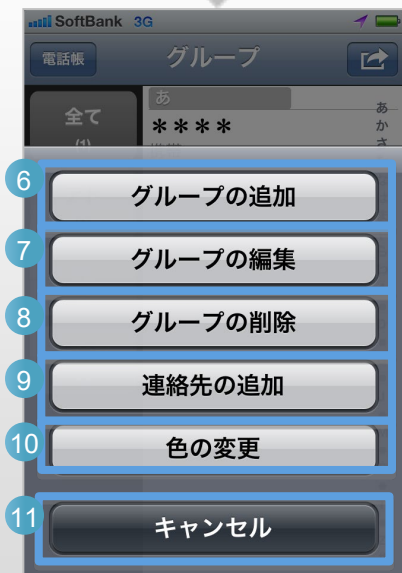 SoftBank 3G
電話帳 グループ
あ
全て
(1)
****
あ
か
さ
6 グループの追加
7 グループの編集
8 グループの削除
9 連絡先の追加
10 色の変更
11 キャンセル